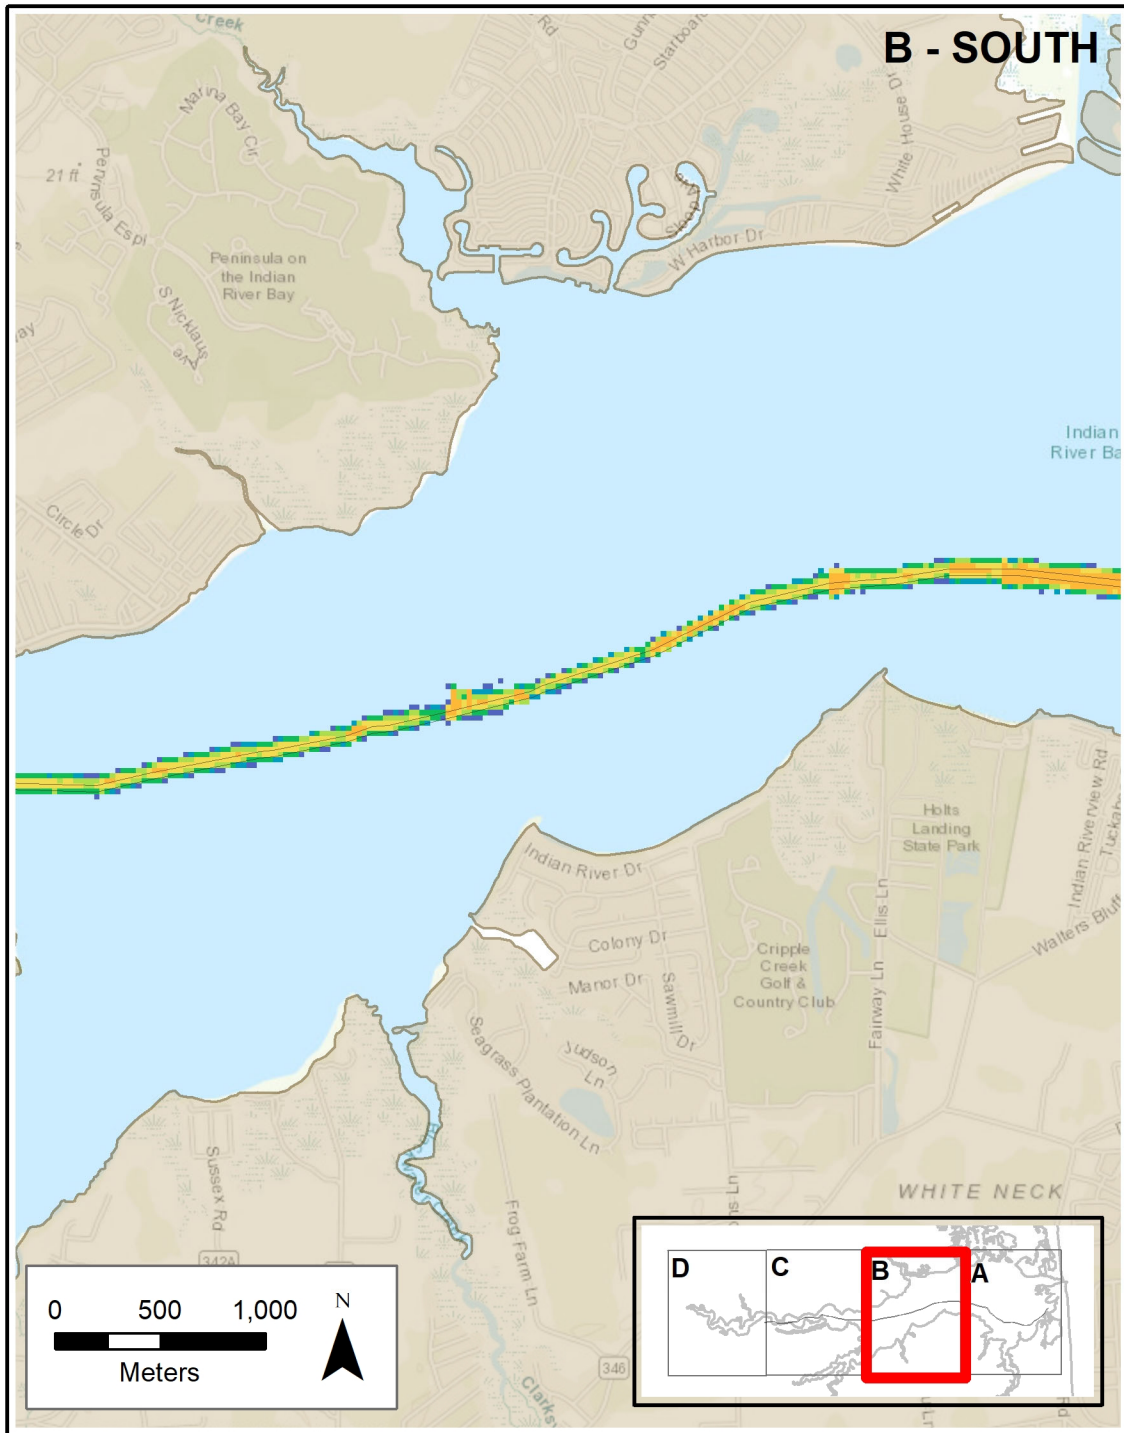 Creek
Rd
Starboard
B - SOUTH
Marina Bay Cir
White House Dr
21 ft
Peninsula Espl
W Harbor Dr
Peninsula on
the Indian
River Bay
S Nicklaus
Ave
Indian
River Ba
Circle Dr
Holts
Landing
State Park
Indian River Dr
Indian Riverview Rd
Ellis Ln
Walters Bluff
Colony Dr
Cripple
Creek
Golf &
Country Club
Manor Dr
Sawmill Dr
Fairway Ln
Seagrass Plantation Ln
Judson
Ln
Sussex Rd
WHITE NECK
342A
Frog Farm Ln
0 500 1,000
Meters
N
346
D C B A
Rd